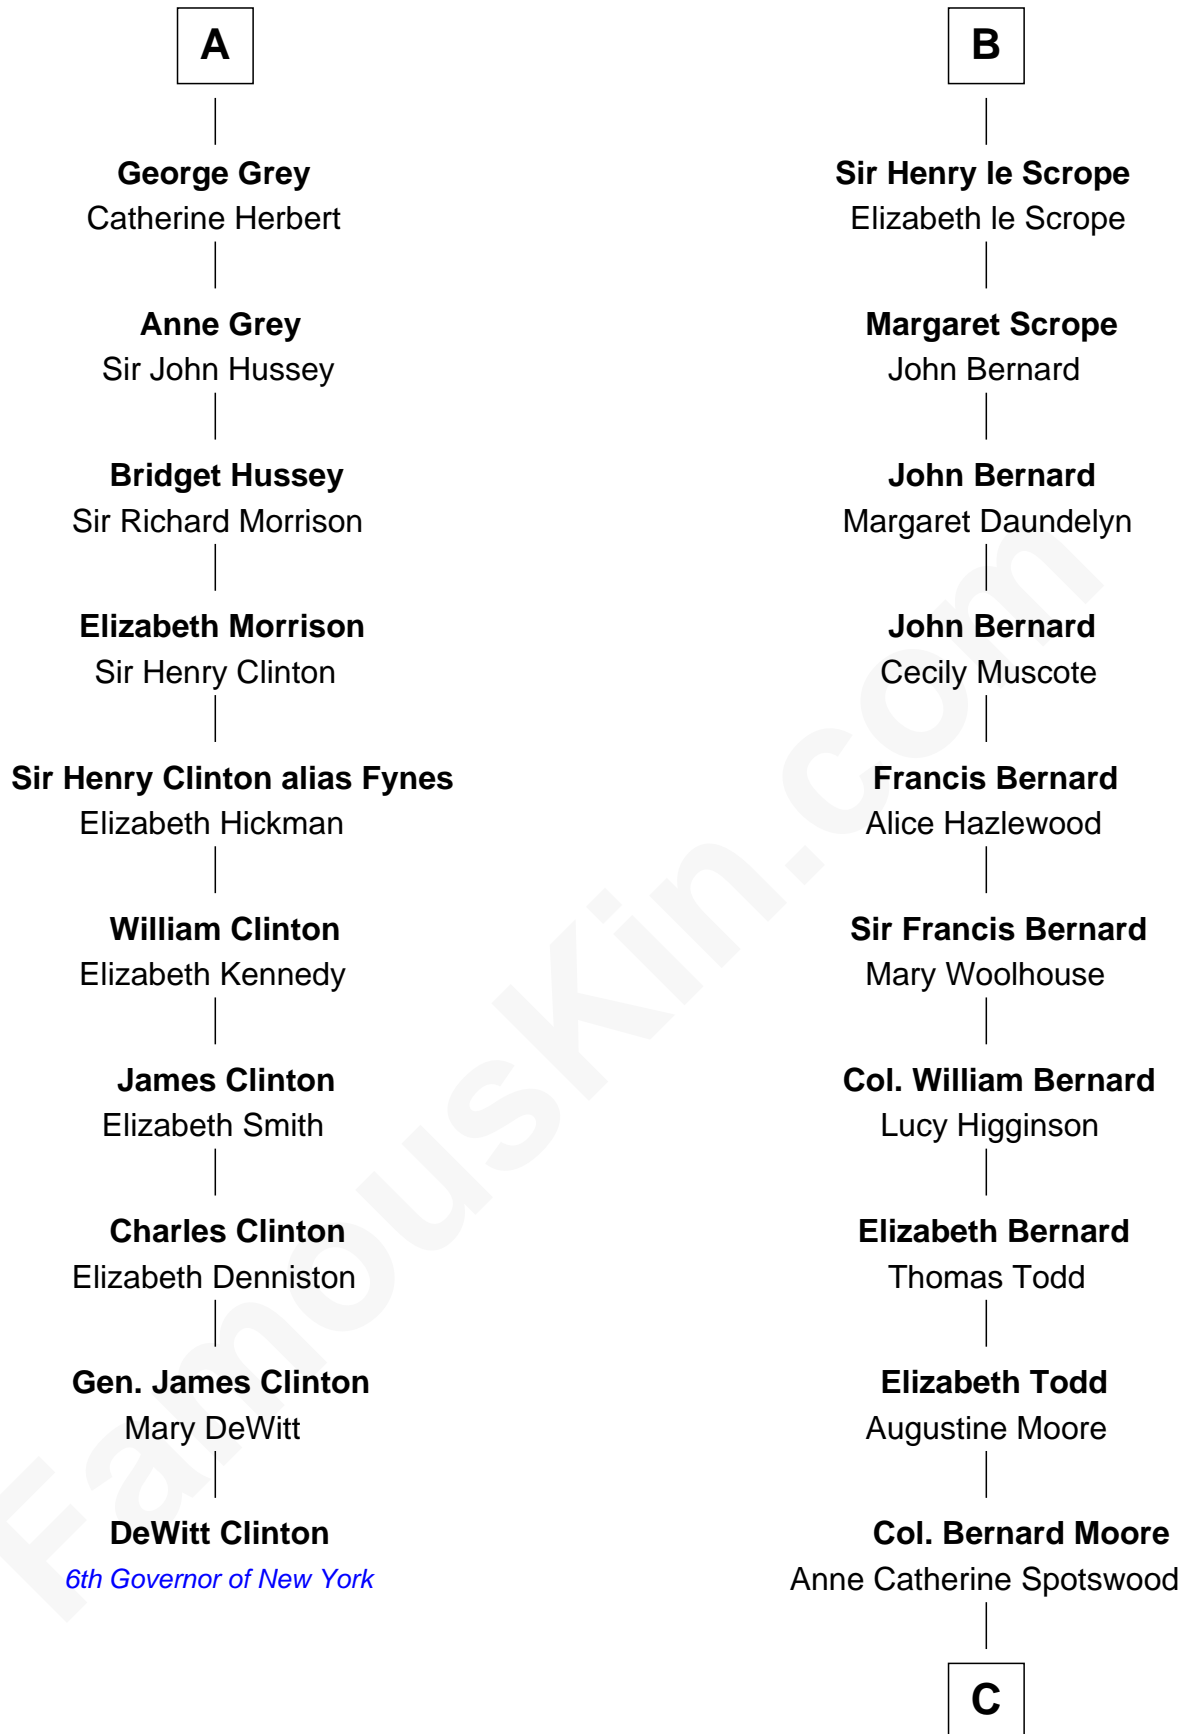 A
George Grey
Catherine Herbert
Anne Grey
Sir John Hussey
Bridget Hussey
Sir Richard Morrison
Elizabeth Morrison
Sir Henry Clinton
Sir Henry Clinton alias Fynes
Elizabeth Hickman
William Clinton
Elizabeth Kennedy
James Clinton
Elizabeth Smith
Charles Clinton
Elizabeth Denniston
Gen. James Clinton
Mary DeWitt
DeWitt Clinton
6th Governor of New York
B
Sir Henry le Scrope
Elizabeth le Scrope
Margaret Scrope
John Bernard
John Bernard
Margaret Daundelyn
John Bernard
Cecily Muscote
Francis Bernard
Alice Hazlewood
Sir Francis Bernard
Mary Woolhouse
Col. William Bernard
Lucy Higginson
Elizabeth Bernard
Thomas Todd
Elizabeth Todd
Augustine Moore
Col. Bernard Moore
Anne Catherine Spotswood
C
FamousKin.com